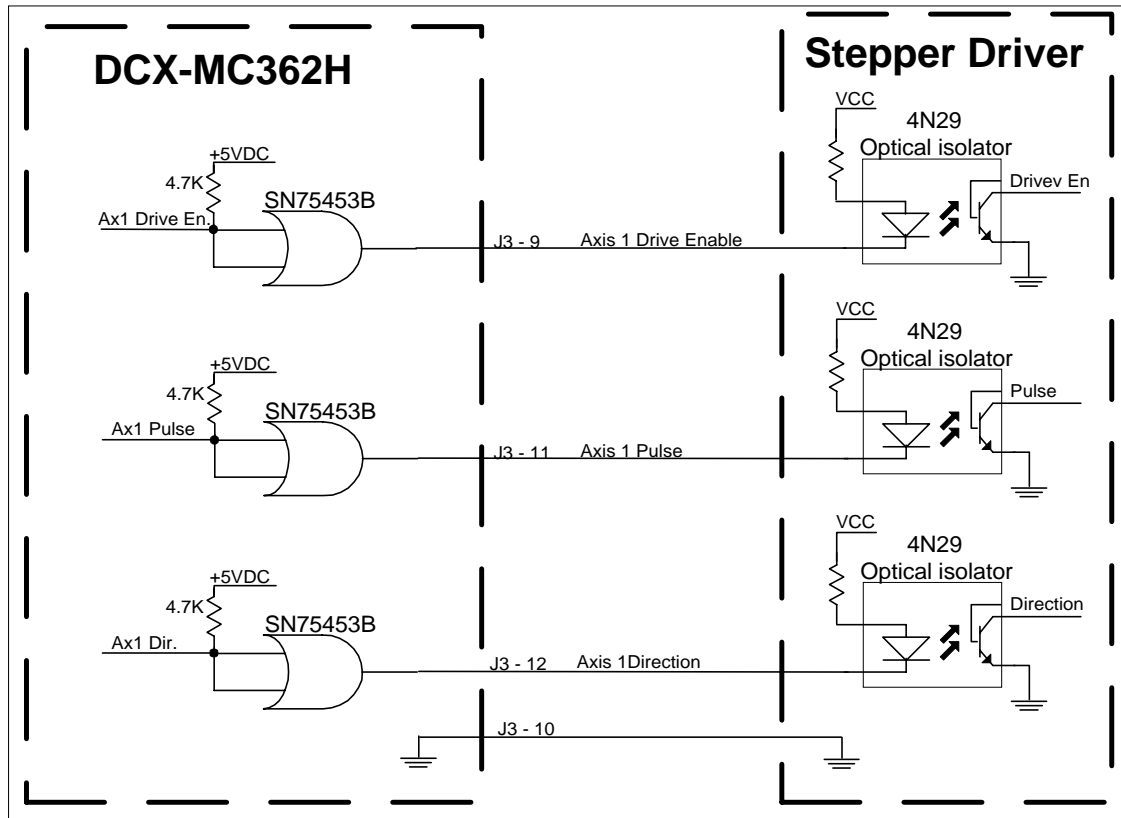 DCX-MC362H
Stepper Driver
VCC
4N29
Optical isolator
+5VDC
4.7K
SN75453B
Ax1 Drive En.
J3 - 9
Axis 1 Drive Enable
Drivev En
VCC
4N29
Optical isolator
+5VDC
4.7K
SN75453B
Ax1 Pulse
J3 - 11
Axis 1 Pulse
Pulse
VCC
4N29
Optical isolator
+5VDC
4.7K
SN75453B
Ax1 Dir.
J3 - 12
Axis 1Direction
Direction
J3 - 10